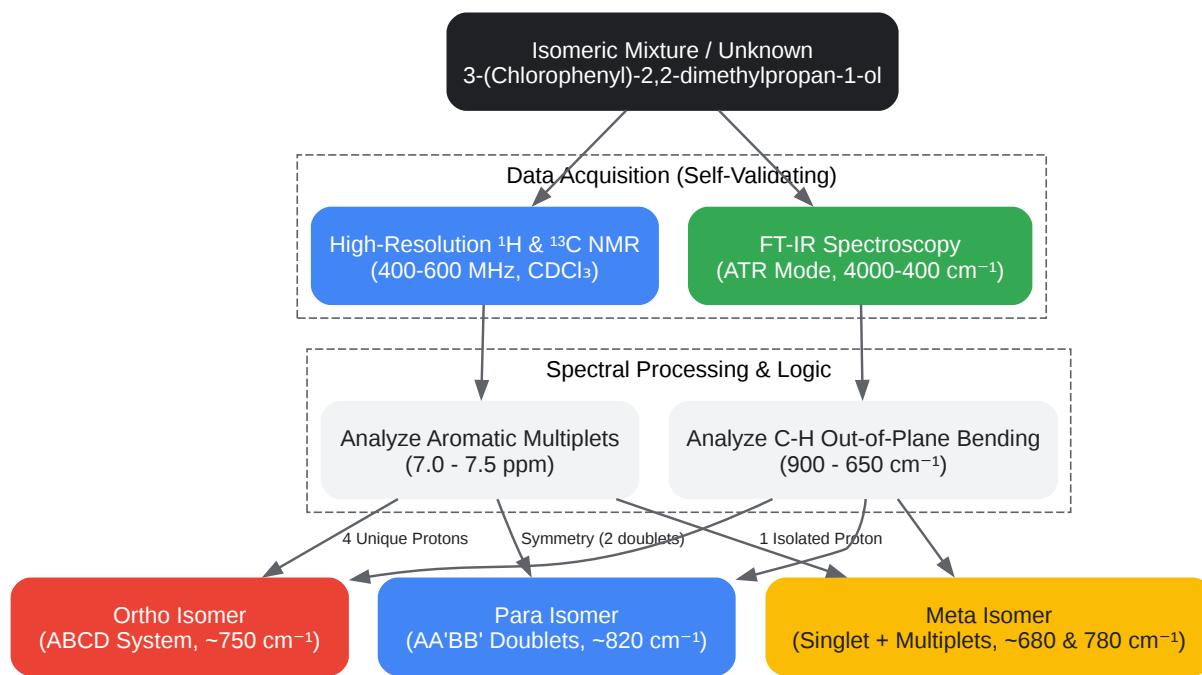 Isomeric Mixture / Unknown
3-(Chlorophenyl)-2,2-dimethylpropan-1-ol
Data Acquisition (Self-Validating)
High-Resolution ¹H & ¹³C NMR
(400-600 MHz, CDCl₃)
FT-IR Spectroscopy
(ATR Mode, 4000-400 cm⁻¹)
Spectral Processing & Logic
Analyze Aromatic Multiplets
(7.0 - 7.5 ppm)
Analyze C-H Out-of-Plane Bending
(900 - 650 cm⁻¹)
4 Unique Protons
Symmetry (2 doublets)
1 Isolated Proton
Ortho Isomer
(ABCD System, ~750 cm⁻¹)
Para Isomer
(AA'BB' Doublets, ~820 cm⁻¹)
Meta Isomer
(Singlet + Multiplets, ~680 & 780 cm⁻¹)